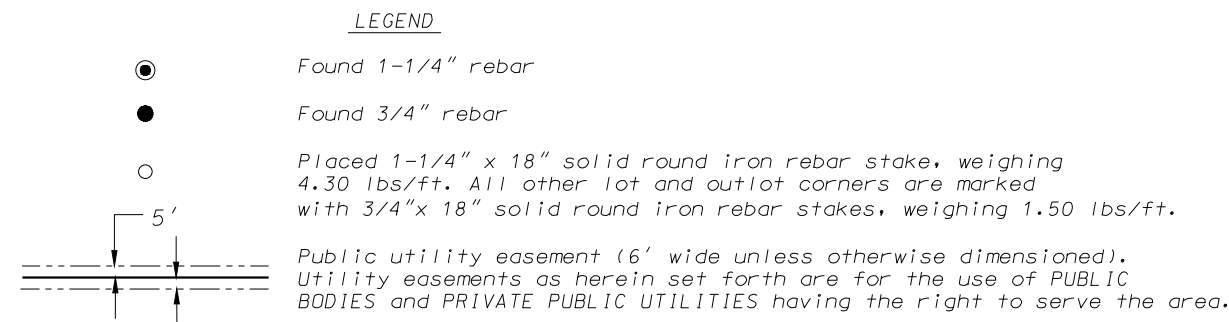 LEGEND
Found 1-1/4" rebar
Found 3/4" rebar
Placed 1-1/4" x 18" solid round iron rebar stake, weighing
4.30 lbs/ft. All other lot and outlot corners are marked
with 3/4"x 18" solid round iron rebar stakes, weighing 1.50 lbs/ft.
5'
Public utility easement (6' wide unless otherwise dimensioned).
Utility easements as herein set forth are for the use of PUBLIC
BODIES and PRIVATE PUBLIC UTILITIES having the right to serve the area.